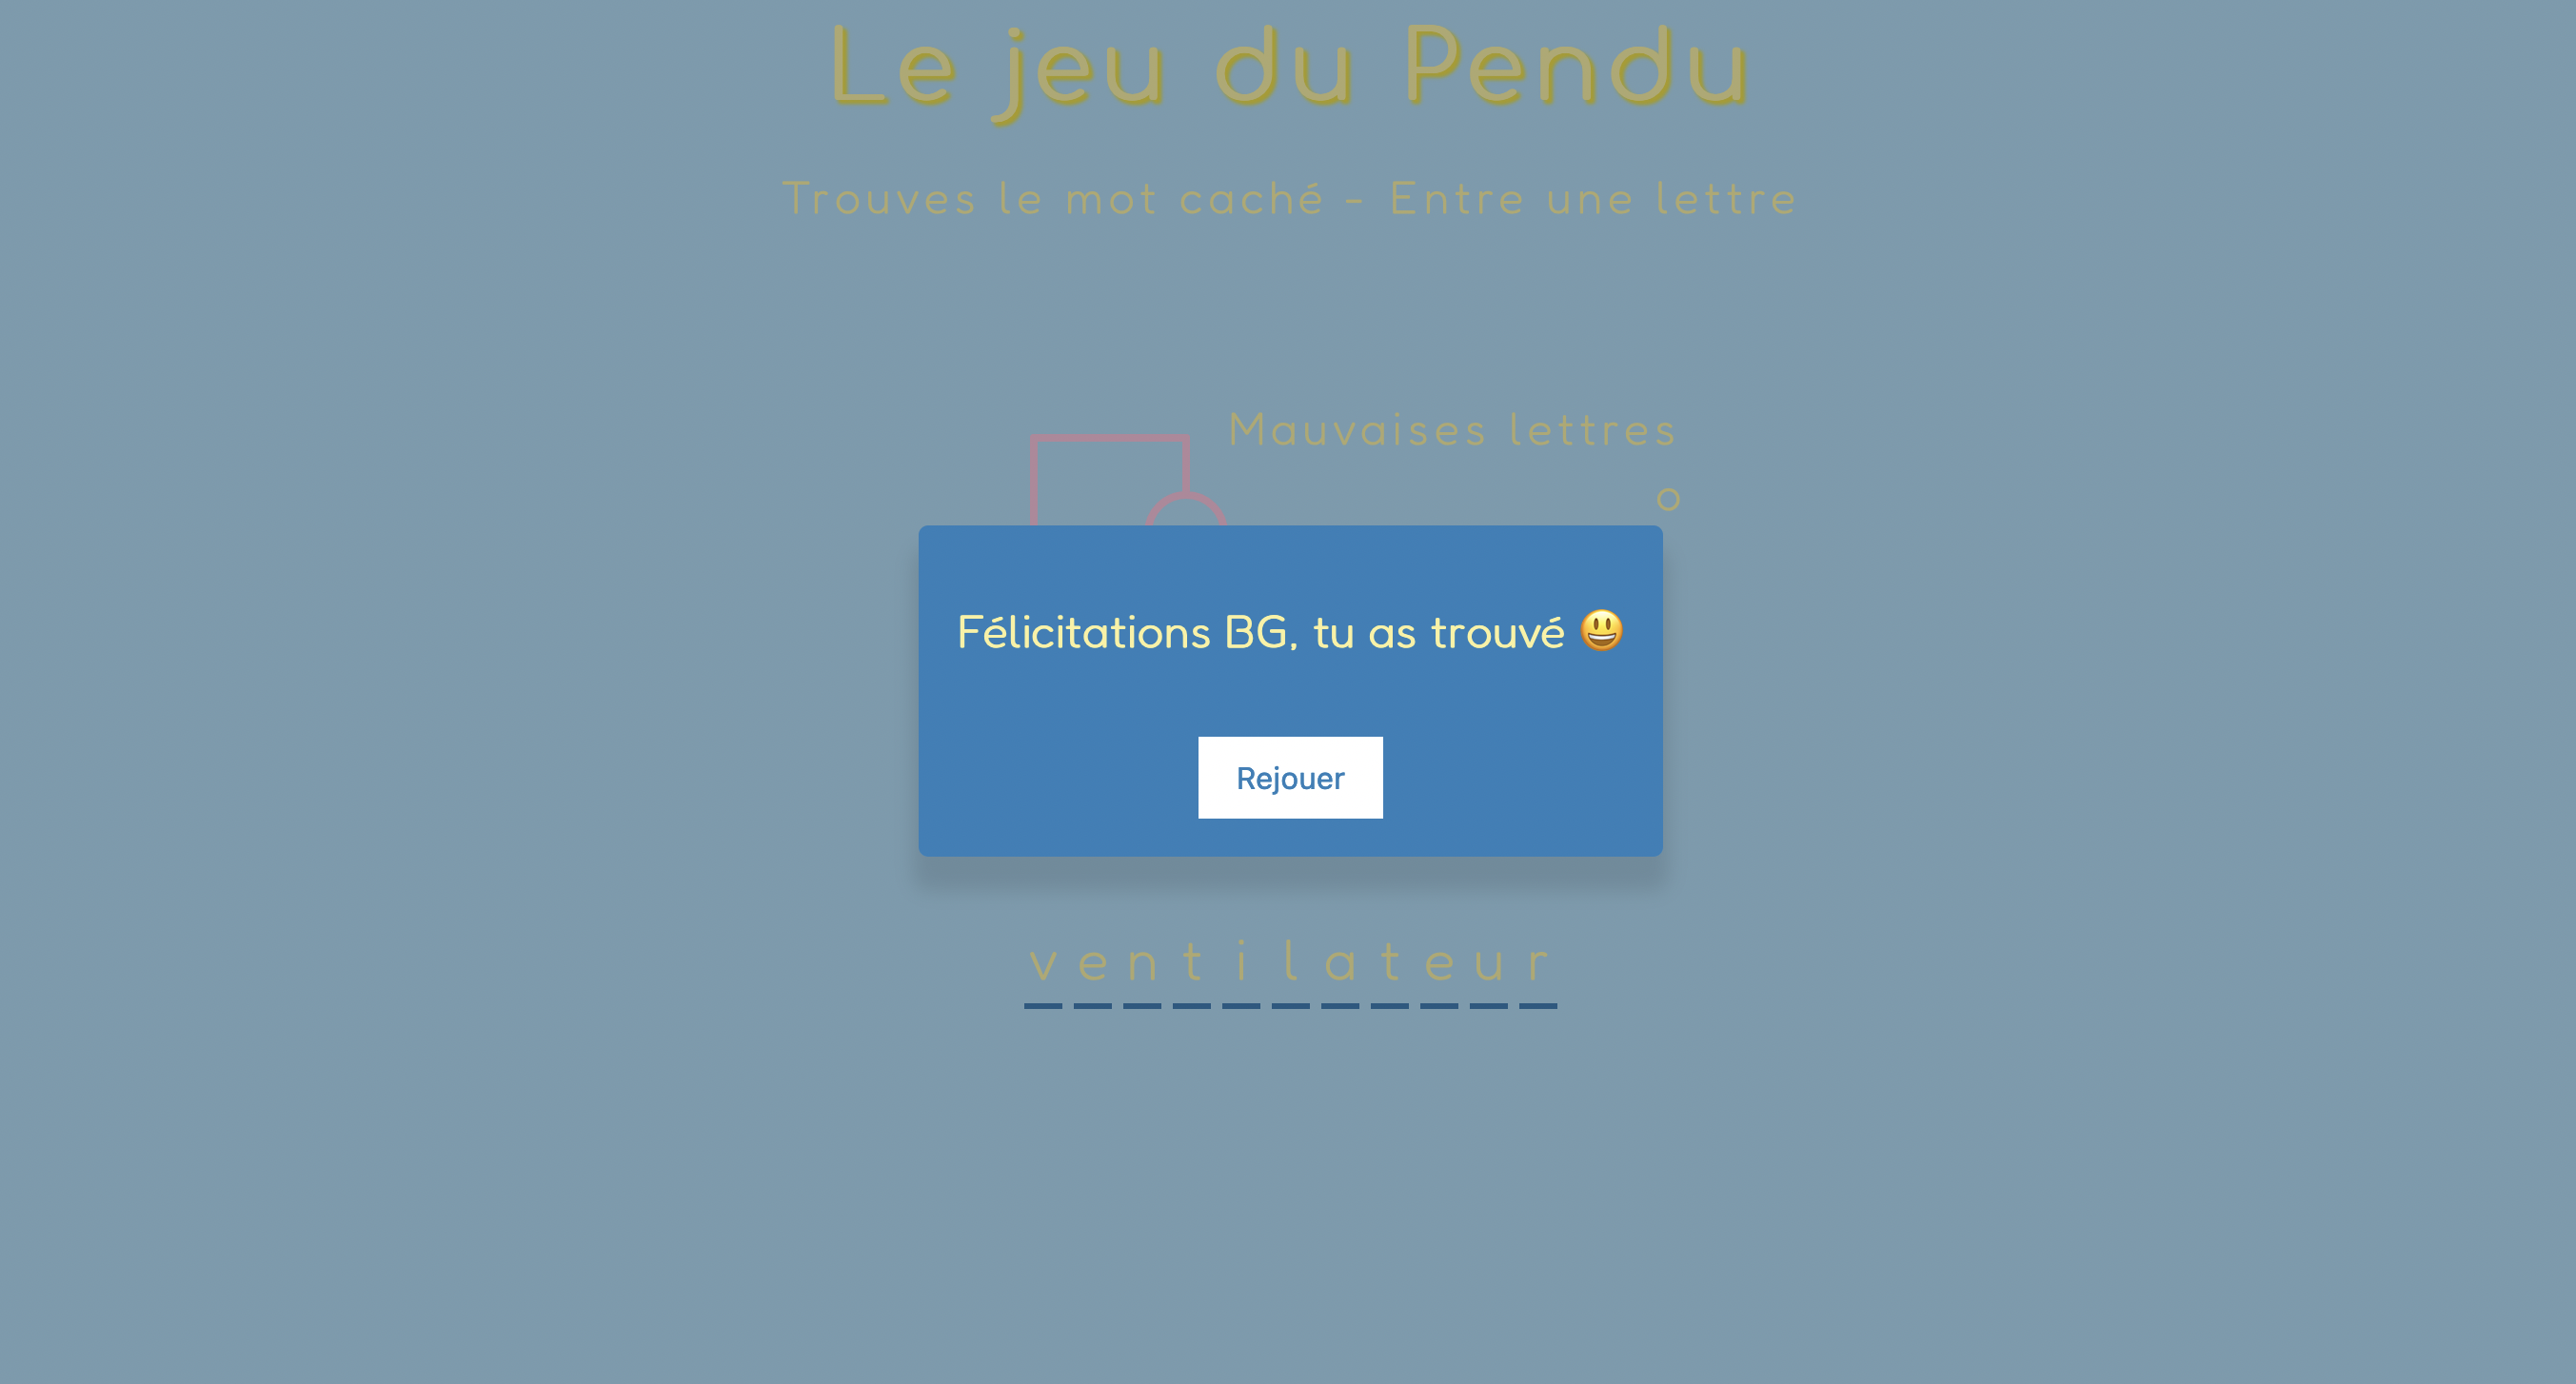 Le jeu du Pendu
Trouves le mot caché - Entre une lettre
Mauvaises lettres
o
Félicitations BG, tu as trouvé 😃
Rejouer
v e n t i l a t e u r